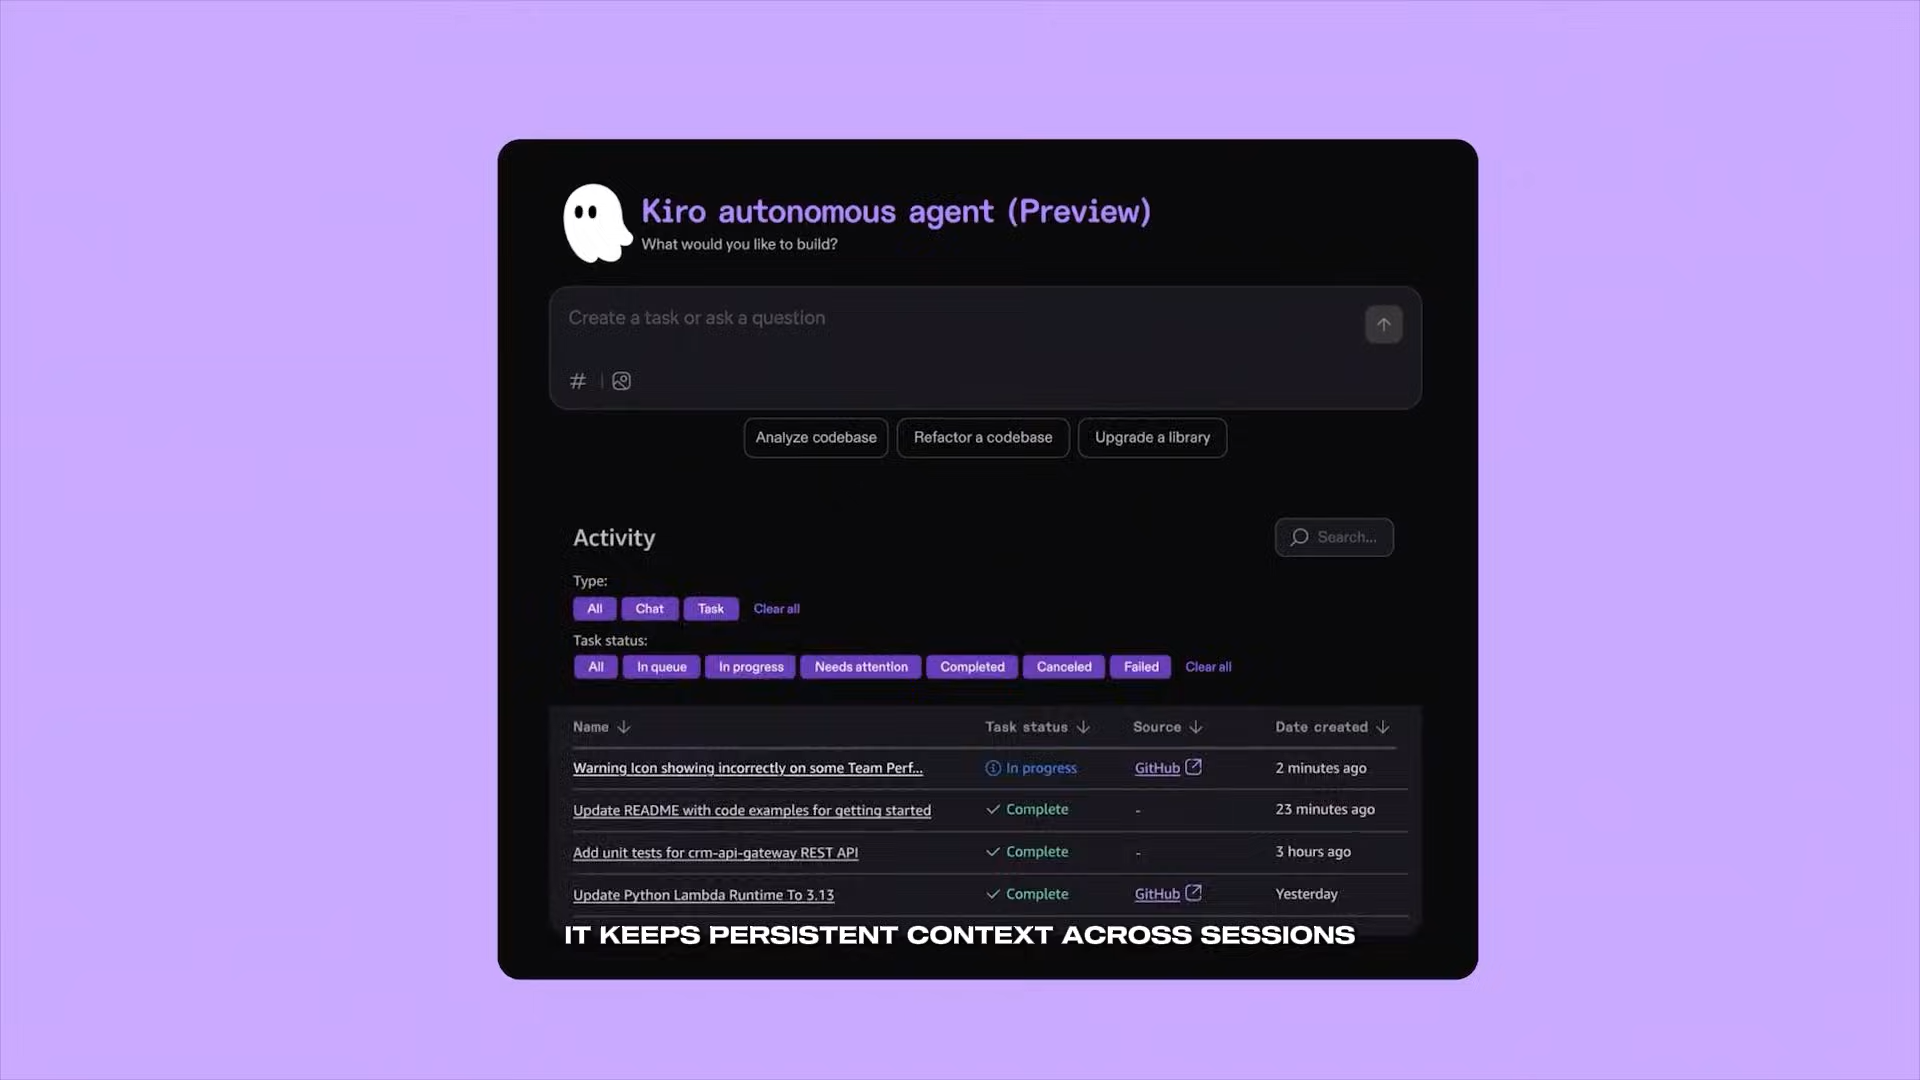 Kiro autonomous agent (Preview)
What would you like to build?
Create a task or ask a question
#
Analyze codebase Refactor a codebase Upgrade a library
Activity
Search...
Type:
All Chat Task Clear all
Task status:
All In queue In progress Needs attention Completed Canceled Failed Clear all
Name Task status Source Date created
Warning Icon showing incorrectly on some Team Perf... In progress GitHub 2 minutes ago
Update README with code examples for getting started Complete - 23 minutes ago
Add unit tests for crm-api-gateway REST API Complete - 3 hours ago
Update Python Lambda Runtime To 3.13 Complete GitHub Yesterday
IT KEEPS PERSISTENT CONTEXT ACROSS SESSIONS